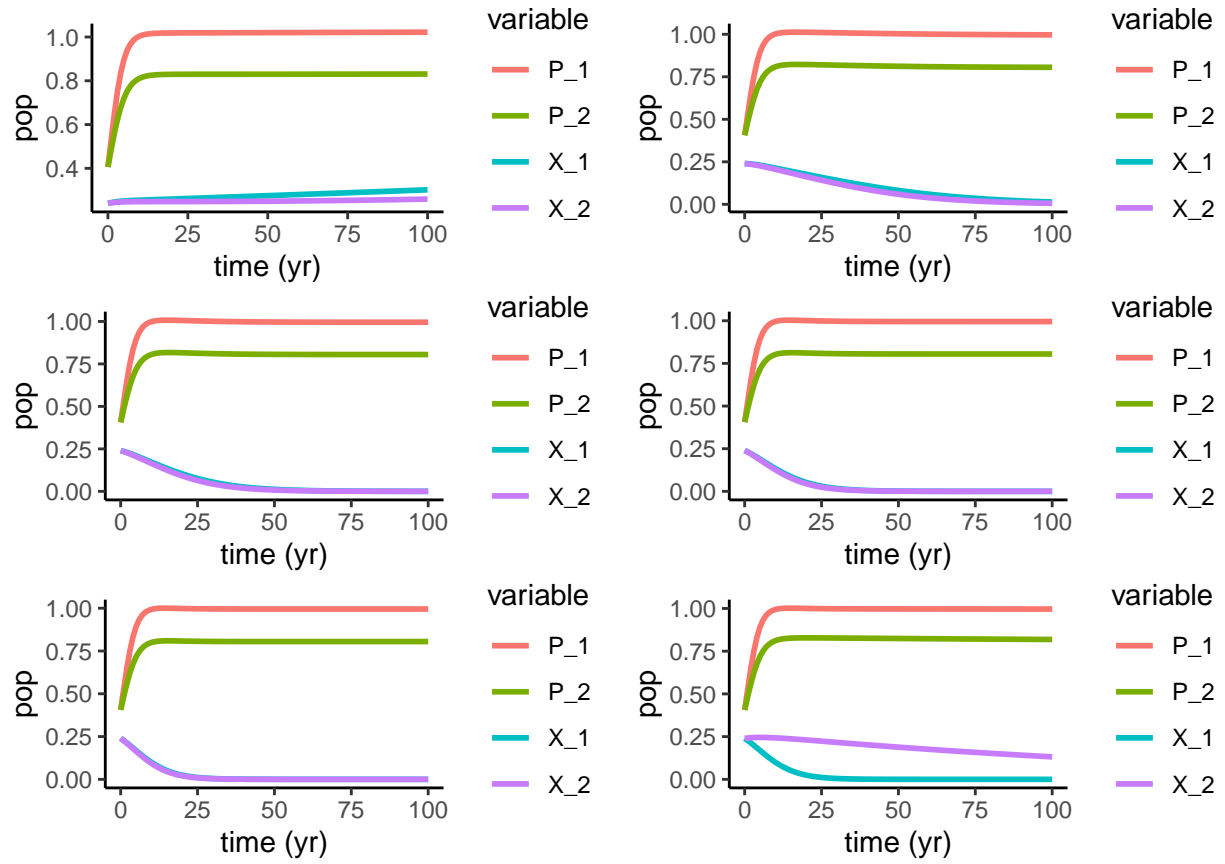 variable
1.0
0.8
0.6
0.4
pop
0 25 50 75 100
time (yr)
P_1
P_2
X_1
X_2
variable
1.00
0.75
0.50
0.25
0.00
pop
0 25 50 75 100
time (yr)
P_1
P_2
X_1
X_2
variable
1.00
0.75
0.50
0.25
0.00
pop
0 25 50 75 100
time (yr)
P_1
P_2
X_1
X_2
variable
1.00
0.75
0.50
0.25
0.00
pop
0 25 50 75 100
time (yr)
P_1
P_2
X_1
X_2
variable
1.00
0.75
0.50
0.25
0.00
pop
0 25 50 75 100
time (yr)
P_1
P_2
X_1
X_2
variable
1.00
0.75
0.50
0.25
0.00
pop
0 25 50 75 100
time (yr)
P_1
P_2
X_1
X_2